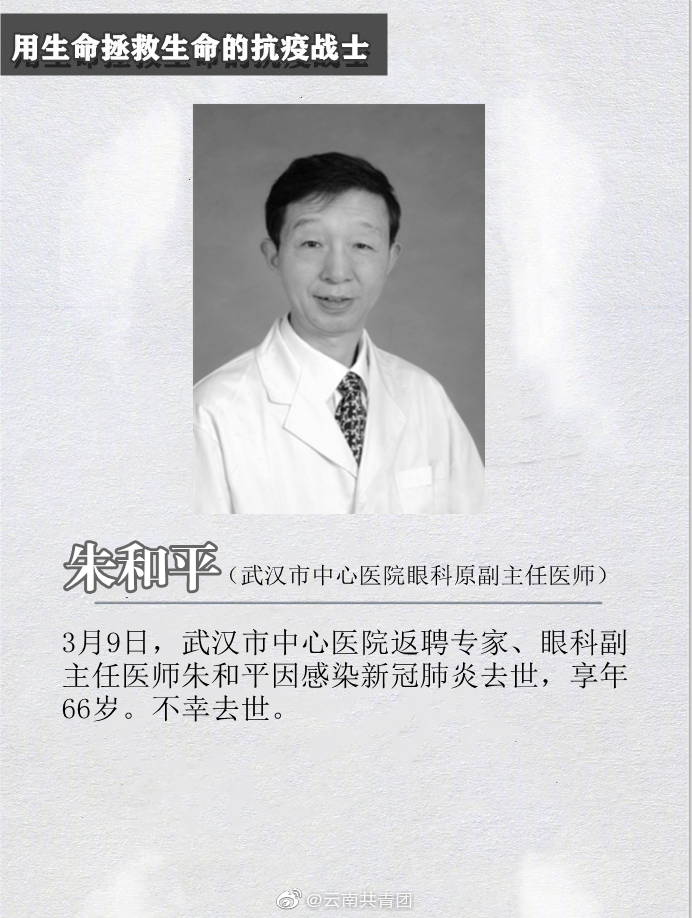 用生命拯救生命的抗疫战士
朱和平（武汉市中心医院眼科原副主任医师）
3月9日，武汉市中心医院返聘专家、眼科副
主任医师朱和平因感染新冠肺炎去世，享年
66岁。不幸去世。
@云南共青团